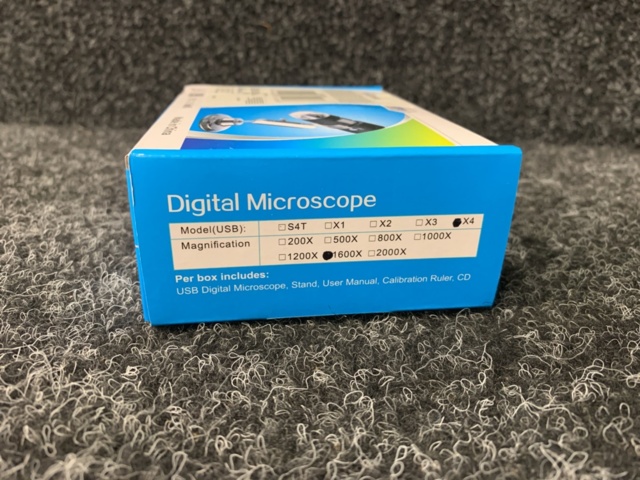 Digital Microscope
Model(USB): □S4T □X1 □X2 □X3 ●X4
Magnification □200X □500X □800X □1000X
□1200X ●1600X □2000X
Per box includes:
USB Digital Microscope, Stand, User Manual, Calibration Ruler, CD